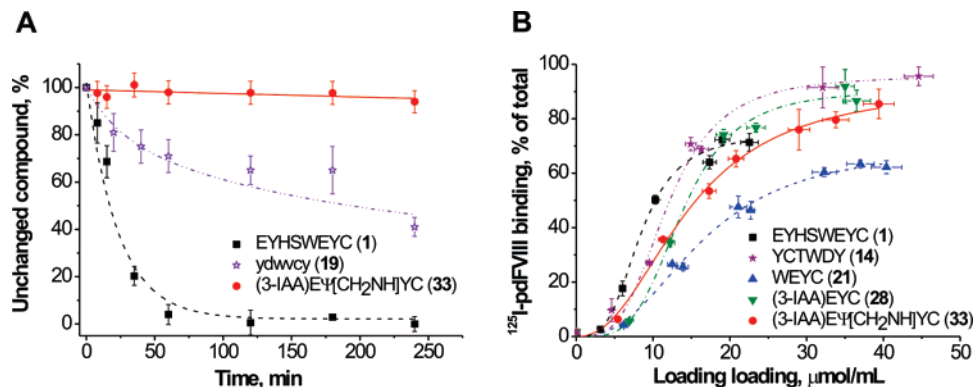 A
Unchanged compound, %
100
80
60
40
20
0
EYHSWEYC (1)
ydwvcy (19)
(3-IAA)EΨ[CH₂NH]YC (33)
0 50 100 150 200 250
Time, min
B
¹²⁵I-pdFVIII binding, % of total
100
80
60
40
20
0
EYHSWEYC (1)
YCTWDY (14)
WEYC (21)
(3-IAA)EYC (28)
(3-IAA)EΨ[CH₂NH]YC (33)
0 10 20 30 40 50
Loading loading, μmol/mL